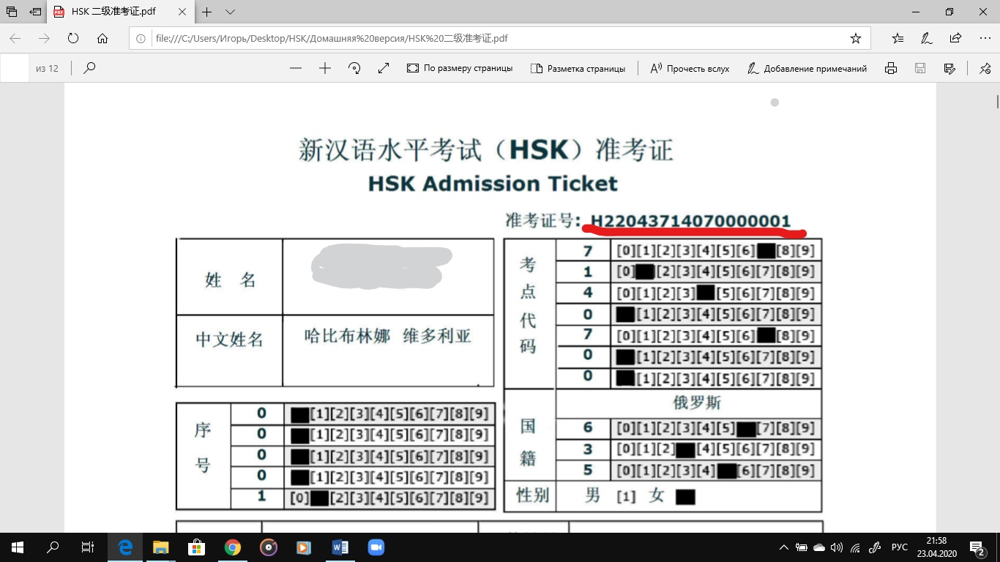 HSK 二级准考证.pdf
file:///C:/Users/Игорь/Desktop/HSK/Домашняя%20версия/HSK%20二级准考证.pdf
из 12
По размеру страницы
Разметка страницы
Прочесть вслух
Добавление примечаний
新汉语水平考试（HSK）准考证
HSK Admission Ticket
准考证号: H22043714070000001
姓 名
中文姓名 哈比布林娜 维多利亚
序号
0 [1][2][3][4][5][6][7][8][9]
0 [1][2][3][4][5][6][7][8][9]
0 [1][2][3][4][5][6][7][8][9]
0 [1][2][3][4][5][6][7][8][9]
1 [0] [2][3][4][5][6][7][8][9]
考点代码
7 [0][1][2][3][4][5][6] [8][9]
1 [0] [2][3][4][5][6][7][8][9]
4 [0][1][2][3] [5][6][7][8][9]
0 [1][2][3][4][5][6][7][8][9]
7 [0][1][2][3][4][5][6] [8][9]
0 [1][2][3][4][5][6][7][8][9]
0 [1][2][3][4][5][6][7][8][9]
国籍
俄罗斯
6 [0][1][2][3][4][5] [7][8][9]
3 [0][1][2] [4][5][6][7][8][9]
5 [0][1][2][3][4] [6][7][8][9]
性别 男 [1] 女
РУС
21:58
23.04.2020
2